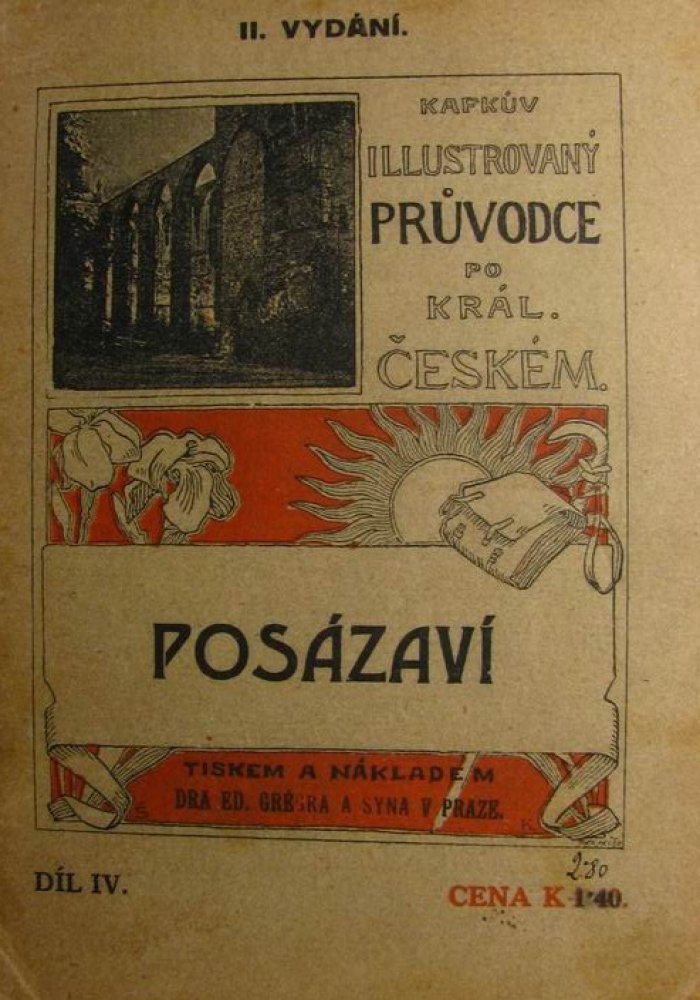 II. VYDÁNÍ.
KAFKŮV
ILLUSTROVANÝ
PRŮVODCE
PO
KRÁL.
ČESKÉM.
POSÁZAVÍ
TISKEM A NÁKLADEM
DRA ED. GRÉGRA A SYNA V PRAZE.
Š K
2·80
DÍL IV.
CENA K 1·40.